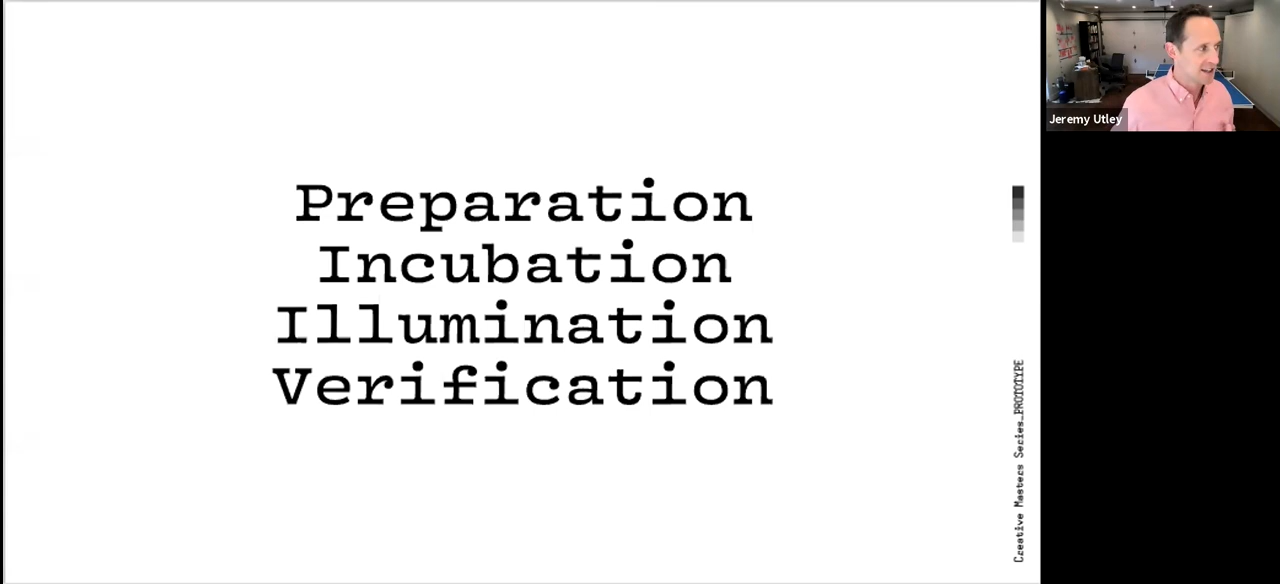 Preparation
Incubation
Illumination
Verification
Creative Masters Series_PROTOTYPE
Jeremy Utley